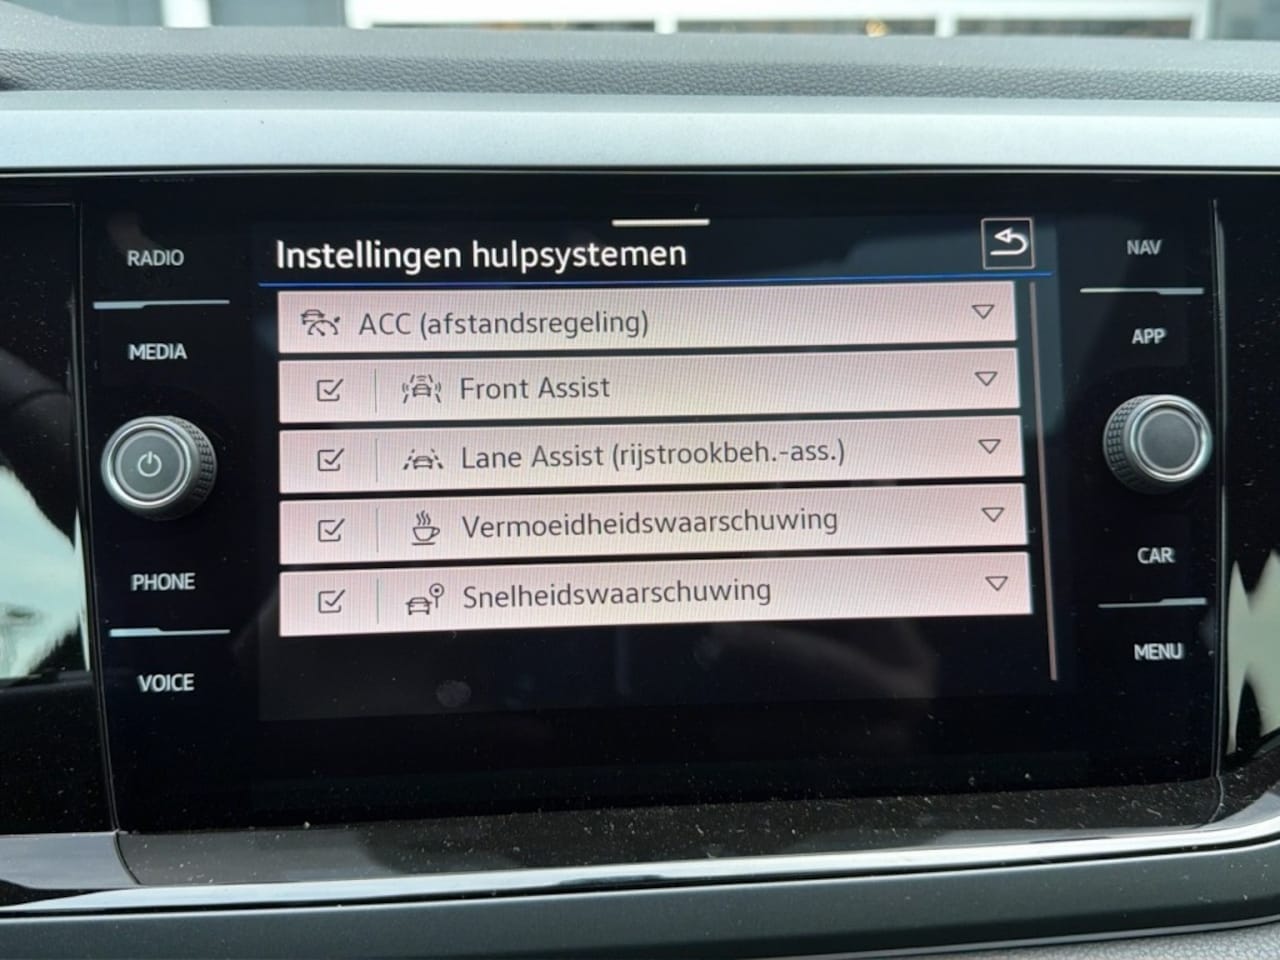 RADIO
MEDIA
PHONE
VOICE
Instellingen hulpsystemen
ACC (afstandsregeling)
Front Assist
Lane Assist (rijstrookbeh.-ass.)
Vermoeidheidswaarschuwing
Snelheidswaarschuwing
NAV
APP
CAR
MENU